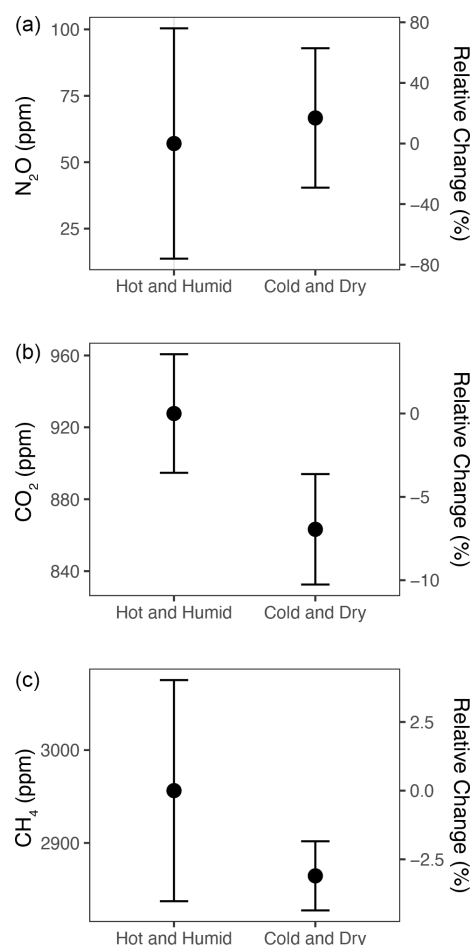 (a)
N₂O (ppm)
100
75
50
25
80
40
0
−40
−80
Relative Change (%)
Hot and Humid
Cold and Dry
(b)
CO₂ (ppm)
960
920
880
840
0
−5
−10
Relative Change (%)
Hot and Humid
Cold and Dry
(c)
CH₄ (ppm)
3000
2900
2.5
0.0
−2.5
Relative Change (%)
Hot and Humid
Cold and Dry